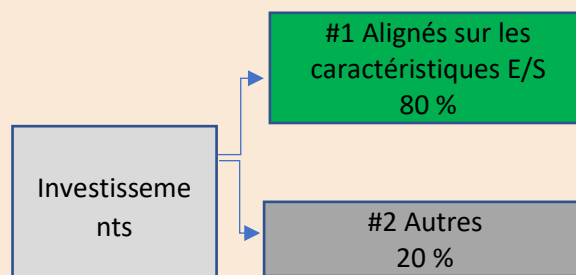 #1 Alignés sur les
caractéristiques E/S
80 %
Investisseme
nts
#2 Autres
20 %